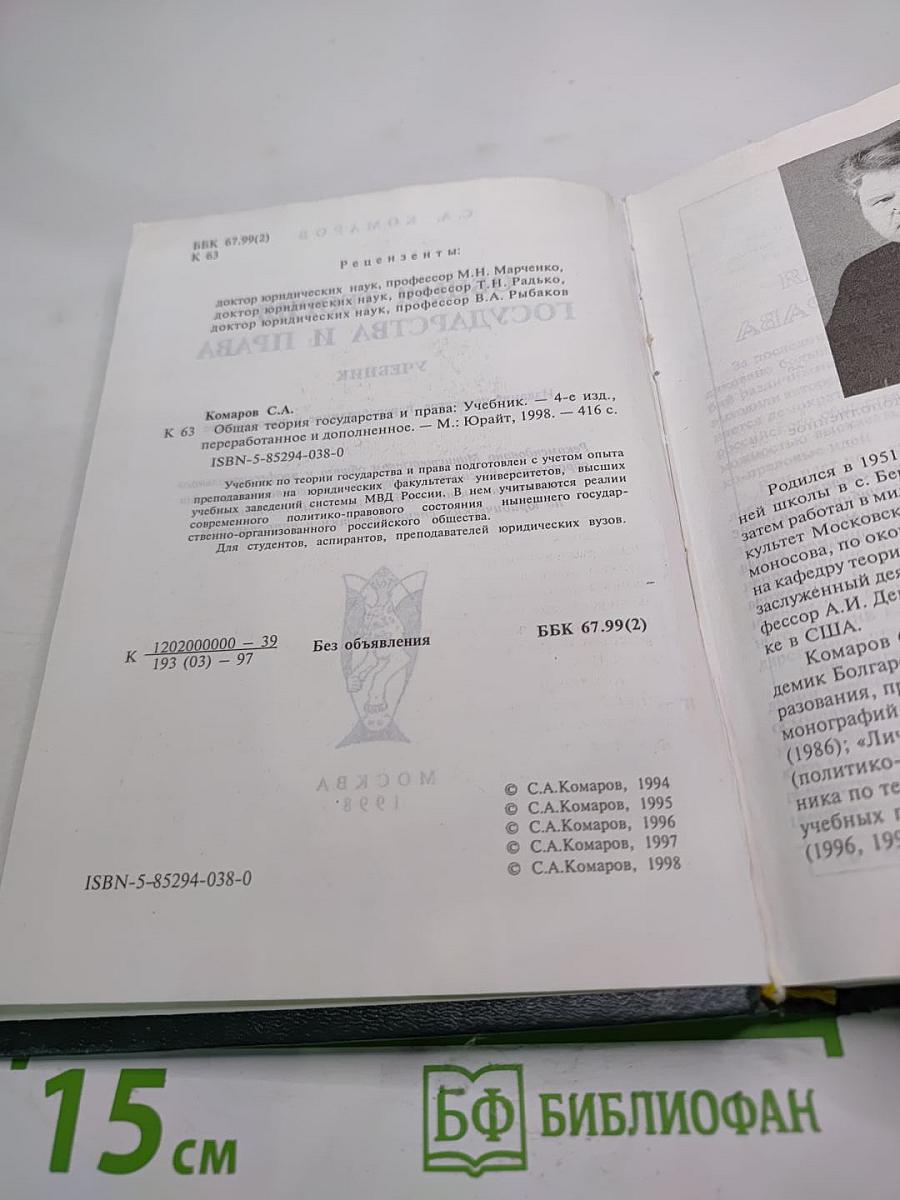 ББК 67.99(2)
К 63
Рецензенты:
доктор юридических наук, профессор М.Н. Марченко,
доктор юридических наук, профессор Т.Н. Радько,
доктор юридических наук, профессор В.А. Рыбаков
Комаров С.А.
К 63 Общая теория государства и права: Учебник. — 4-е изд.,
переработанное и дополненное. — М.: Юрайт, 1998. — 416 с.
ISBN-5-85294-038-0
Учебник по теории государства и права подготовлен с учетом опыта
преподавания на юридических факультетах университетов, высших
учебных заведений системы МВД России. В нем учитываются реалии
современного политико-правового состояния нынешнего государ-
ственно-организованного российского общества.
Для студентов, аспирантов, преподавателей юридических вузов.
К 1202000000 – 39
193 (03) – 97
Без объявления
ББК 67.99(2)
© С.А.Комаров, 1994
© С.А.Комаров, 1995
© С.А.Комаров, 1996
© С.А.Комаров, 1997
© С.А.Комаров, 1998
ISBN-5-85294-038-0
Родился в 1951
ней школы в с. Бе
затем работал в ми
культет Московск
моносова, по око
на кафедру теори
заслуженный дея
фессор А.И. Де
ке в США.
Комаров
демик Болгар
разования, пр
монографий
(1986); «Лич
(политико-
ника по те
учебных п
(1996, 199
15 см
БФ БИБЛИОФАН